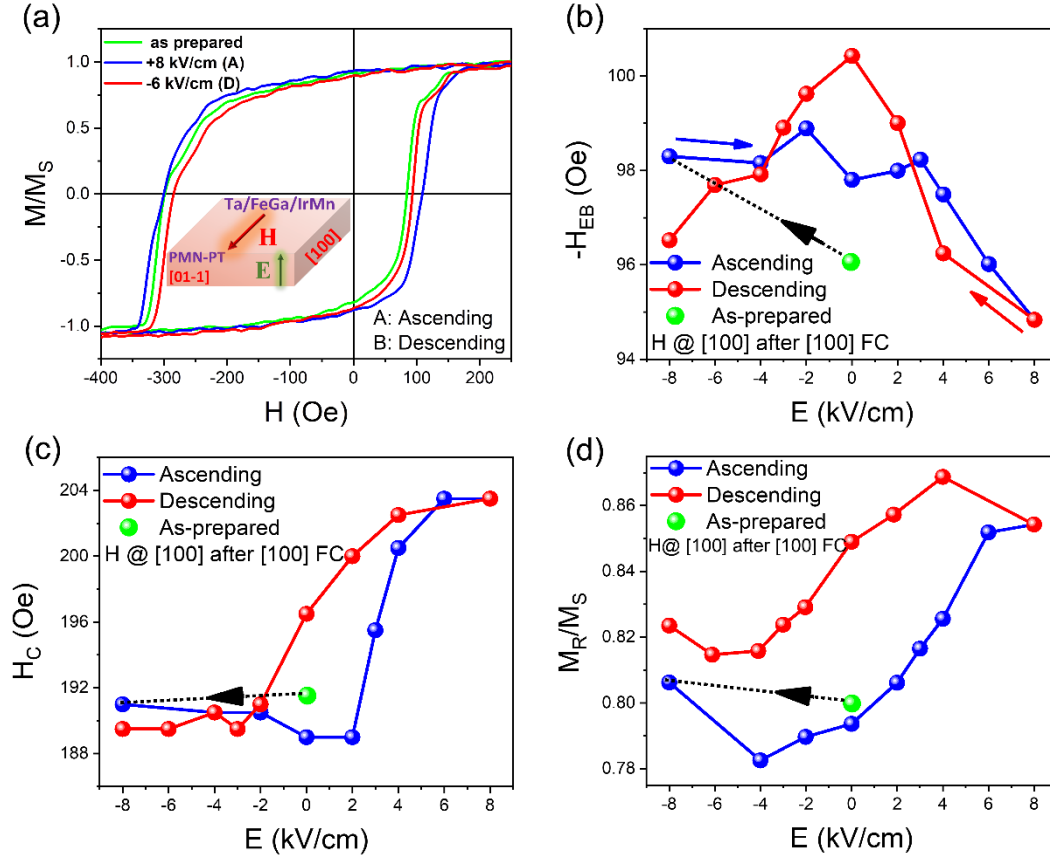 (a)
as prepared
+8 kV/cm (A)
-6 kV/cm (D)
1.0
0.5
0.0
-0.5
-1.0
M/M_S
Ta/FeGa/IrMn
H
PMN-PT
[01-1]
E
[100]
A: Ascending
B: Descending
-400 -300 -200 -100 0 100 200
H (Oe)
(b)
100
98
96
94
-H_EB (Oe)
Ascending
Descending
As-prepared
H @ [100] after [100] FC
-8 -6 -4 -2 0 2 4 6 8
E (kV/cm)
(c)
Ascending
Descending
As-prepared
H @ [100] after [100] FC
204
200
196
192
188
H_C (Oe)
-8 -6 -4 -2 0 2 4 6 8
E (kV/cm)
(d)
Ascending
Descending
As-prepared
H@ [100] after [100] FC
0.86
0.84
0.82
0.80
0.78
M_R/M_S
-8 -6 -4 -2 0 2 4 6 8
E (kV/cm)